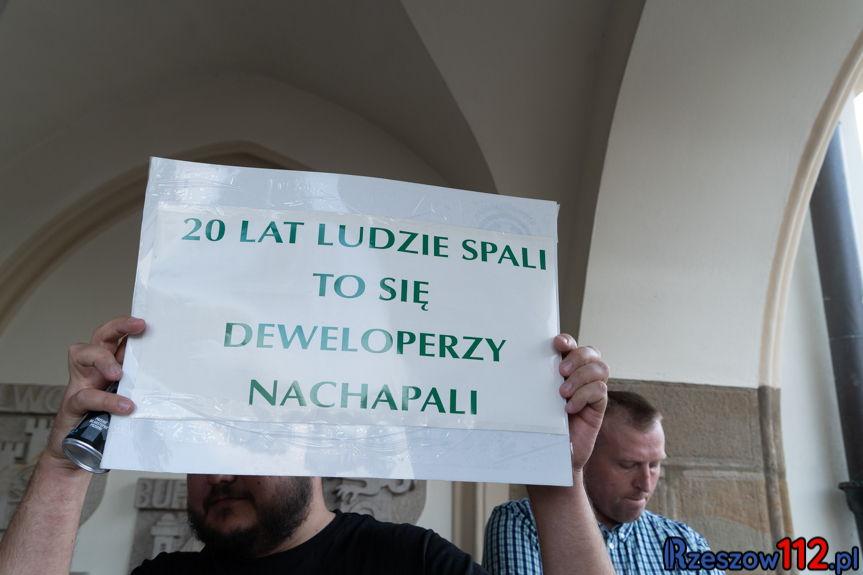 20 LAT LUDZIE SPALI
TO SIĘ
DEWELOPERZY
NACHAPALI
Rzeszow112.pl